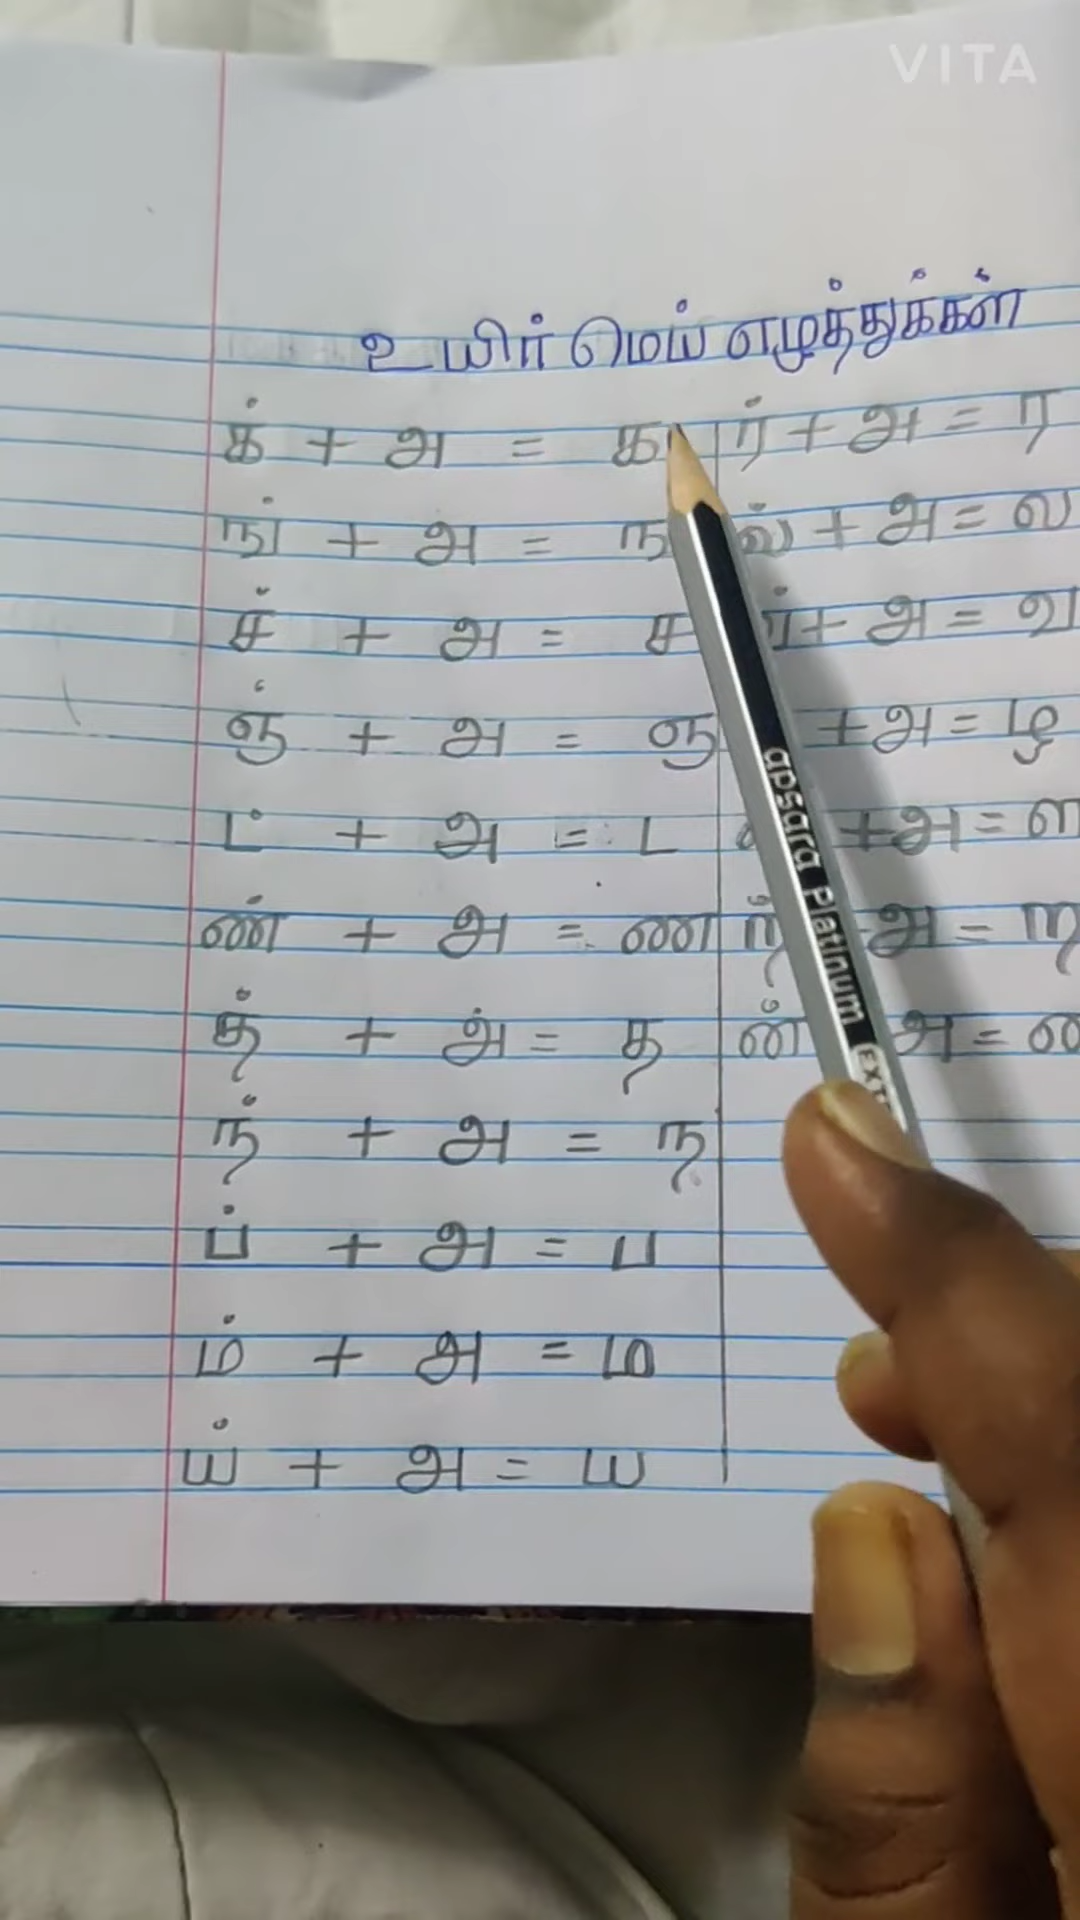 VITA
உயிர் மெய் எழுத்துக்கள்
க் + அ = க ர் + அ = ர
ங் + அ = ங ல் + அ = ல
ச் + அ = ச + அ = வ
ஞ் + அ = ஞ + அ = ழ
ட் + அ = ட + அ = ள
ண் + அ = ண ற் அ = ற
த் + அ் = த ன் அ = ன
ந் + அ = ந
ப் + அ = ப
ம் + அ = ம
ய் + அ = ய
apsara Platinum